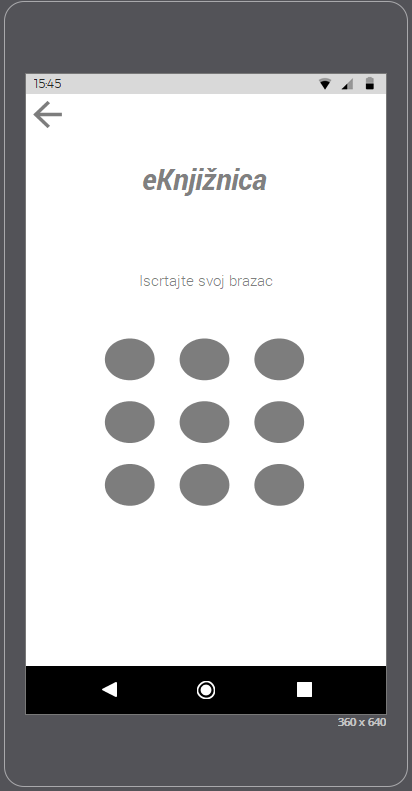 15:45
eKnjižnica
Iscrtajte svoj brazac
360 x 640